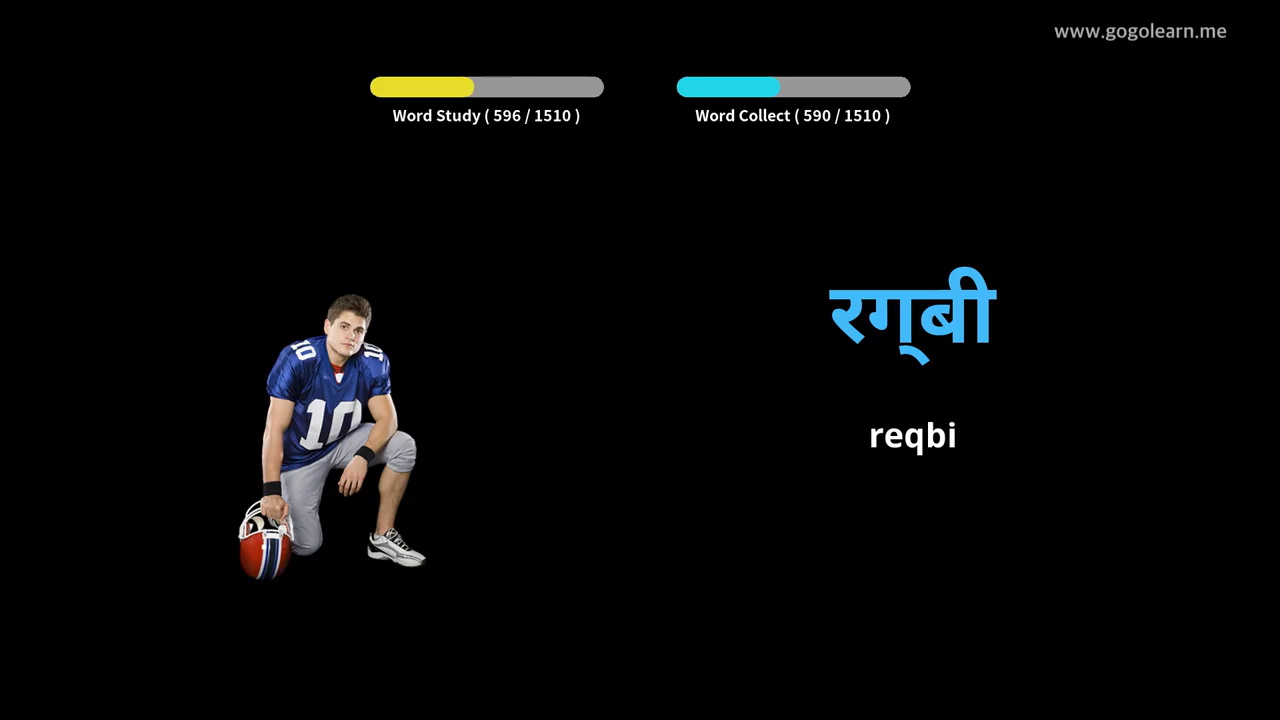 www.gogolearn.me
Word Study ( 596 / 1510 )
Word Collect ( 590 / 1510 )
रग्‌बी
reqbi
10
10
10